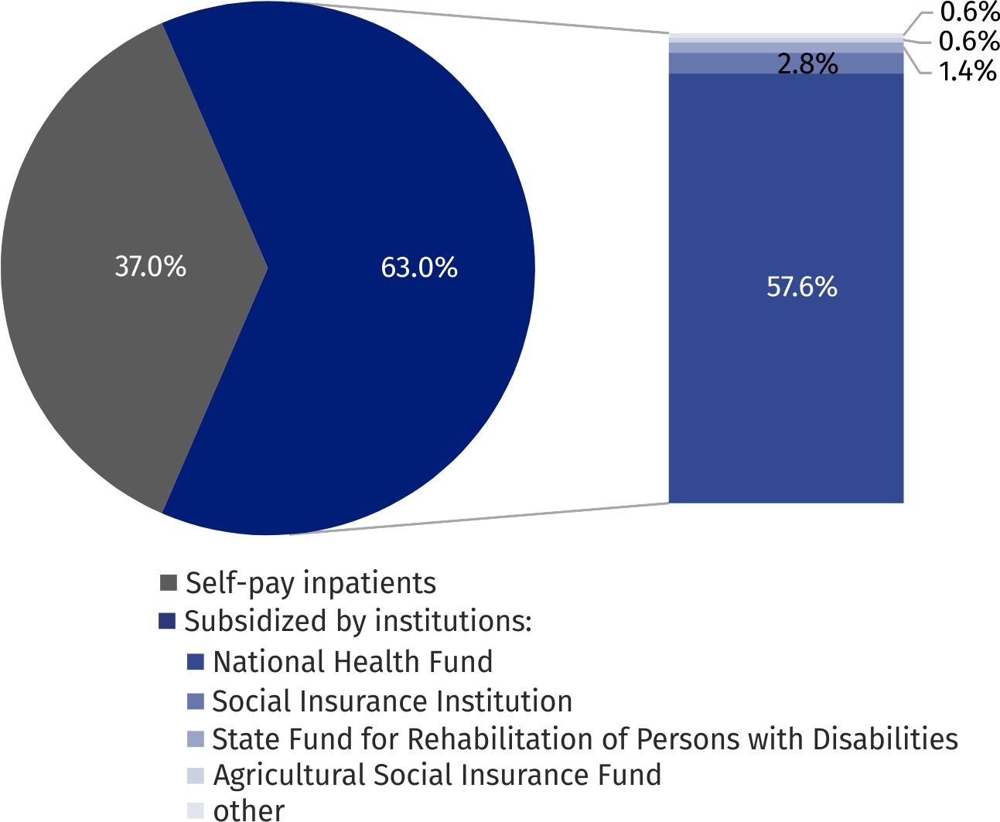 0.6%
0.6%
2.8%
1.4%
37.0%
63.0%
57.6%
Self-pay inpatients
Subsidized by institutions:
National Health Fund
Social Insurance Institution
State Fund for Rehabilitation of Persons with Disabilities
Agricultural Social Insurance Fund
other